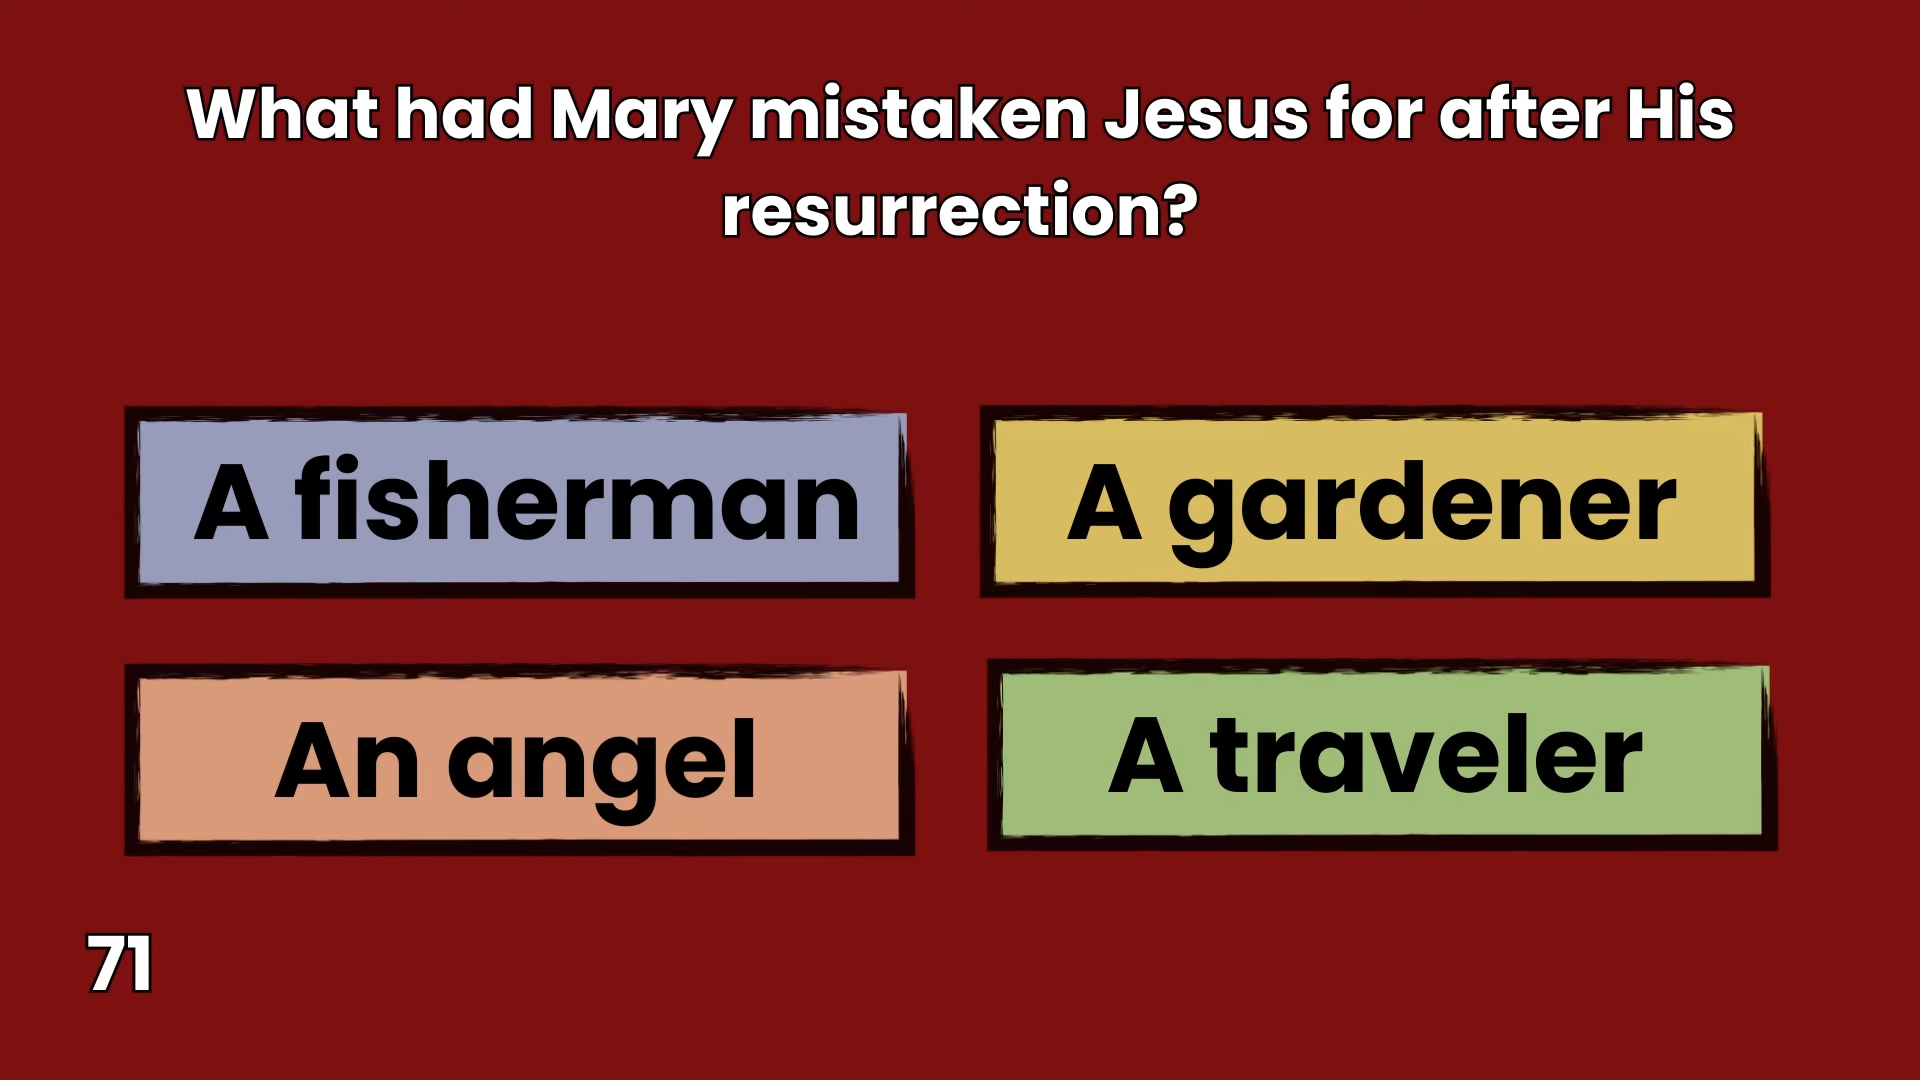 What had Mary mistaken Jesus for after His
resurrection?
A fisherman
A gardener
An angel
A traveler
71